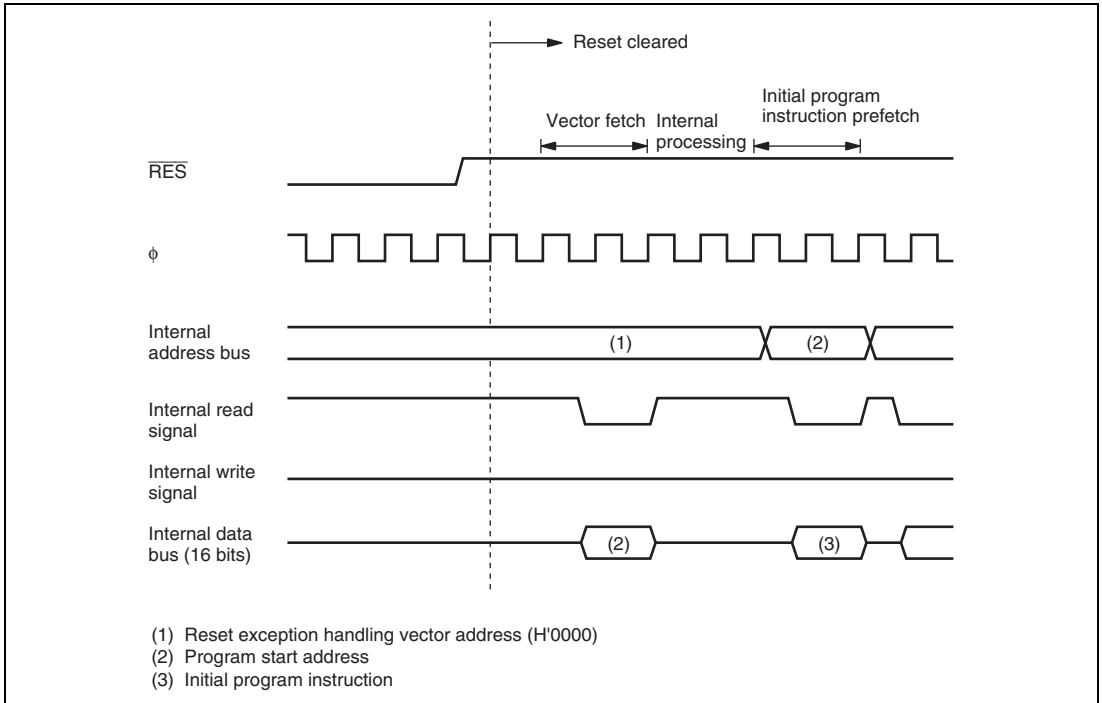 Reset cleared
Initial program
instruction prefetch
Vector fetch
Internal
processing
RES
ϕ
Internal
address bus
(1)
(2)
Internal read
signal
Internal write
signal
Internal data
bus (16 bits)
(2)
(3)
(1) Reset exception handling vector address (H'0000)
(2) Program start address
(3) Initial program instruction